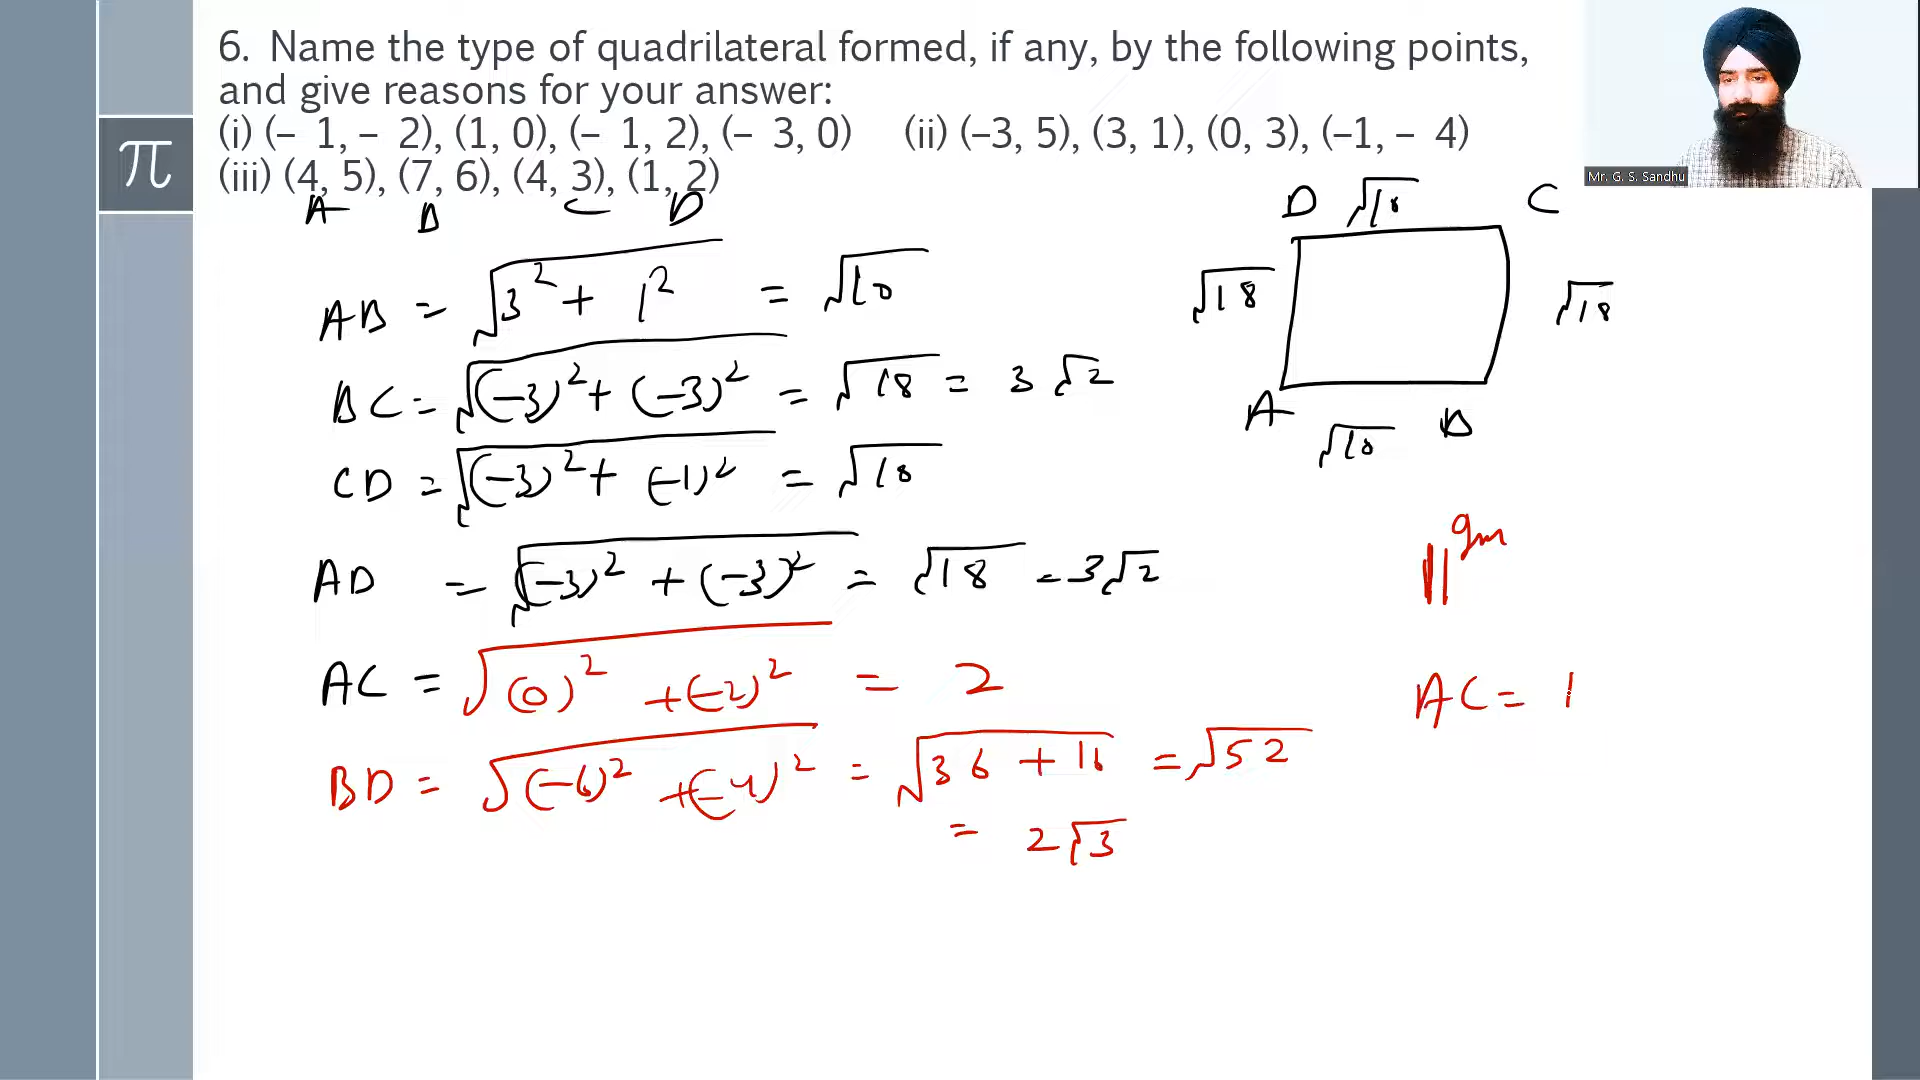 6. Name the type of quadrilateral formed, if any, by the following points,
and give reasons for your answer:
(i) (– 1, – 2), (1, 0), (– 1, 2), (– 3, 0) (ii) (–3, 5), (3, 1), (0, 3), (–1, – 4)
(iii) (4, 5), (7, 6), (4, 3), (1, 2)
π
Mr. G. S. Sandhu
A B C D
AB = √(3² + 1²) = √10
BC = √((-3)² + (-3)²) = √18 = 3√2
CD = √((-3)² + (-1)²) = √10
AD = √((-3)² + (-3)²) = √18 = 3√2
AC = √((0)² + (-2)²) = 2
BD = √((-6)² + (-4)²) = √(36 + 16) = √52
= 2√3
D √10 C
√18 √18
A √10 B
||gm
AC = 1